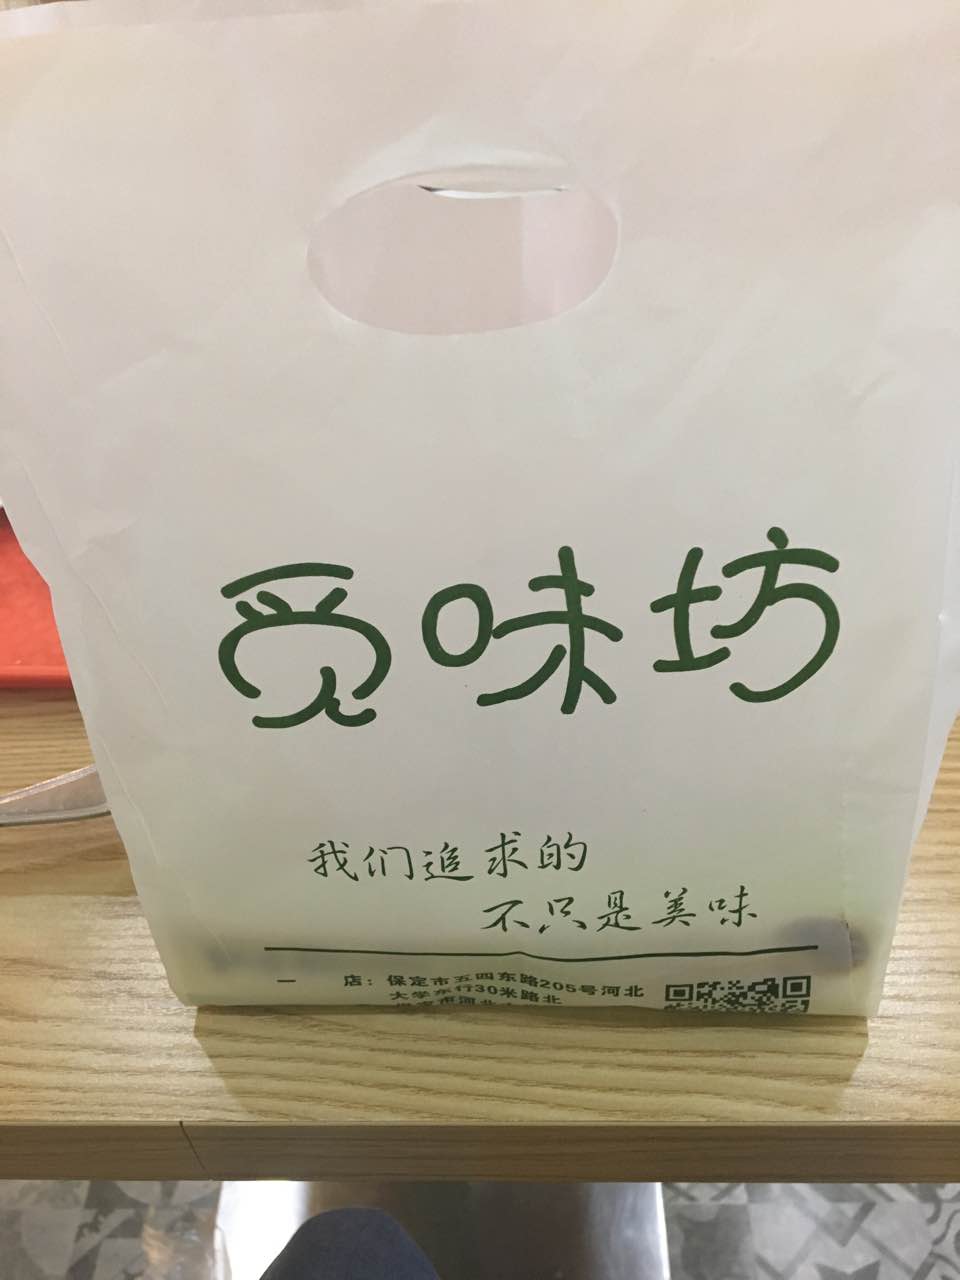 觅味坊
我们追求的
不只是美味
一 店：保定市五四东路205号河北
大学东行30米路北